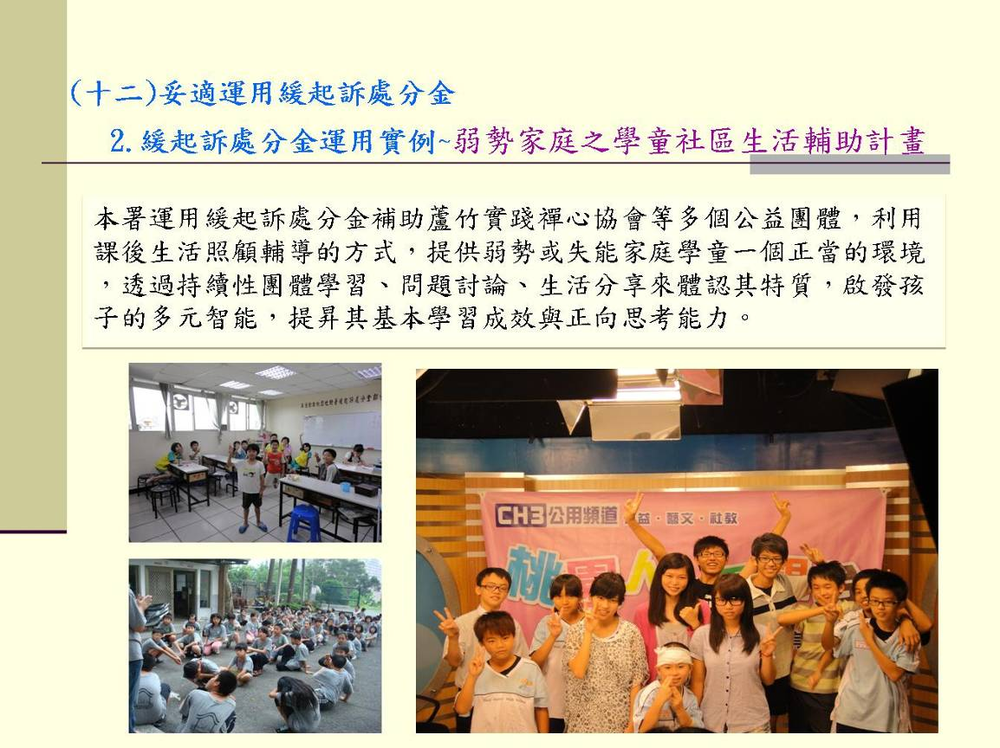 (十二)妥適運用緩起訴處分金
2.緩起訴處分金運用實例~弱勢家庭之學童社區生活輔助計畫
本署運用緩起訴處分金補助蘆竹實踐禪心協會等多個公益團體，利用
課後生活照顧輔導的方式，提供弱勢或失能家庭學童一個正當的環境
，透過持續性團體學習、問題討論、生活分享來體認其特質，啟發孩
子的多元智能，提昇其基本學習成效與正向思考能力。
CH3公用頻道 益·藝文·社教
桃園人